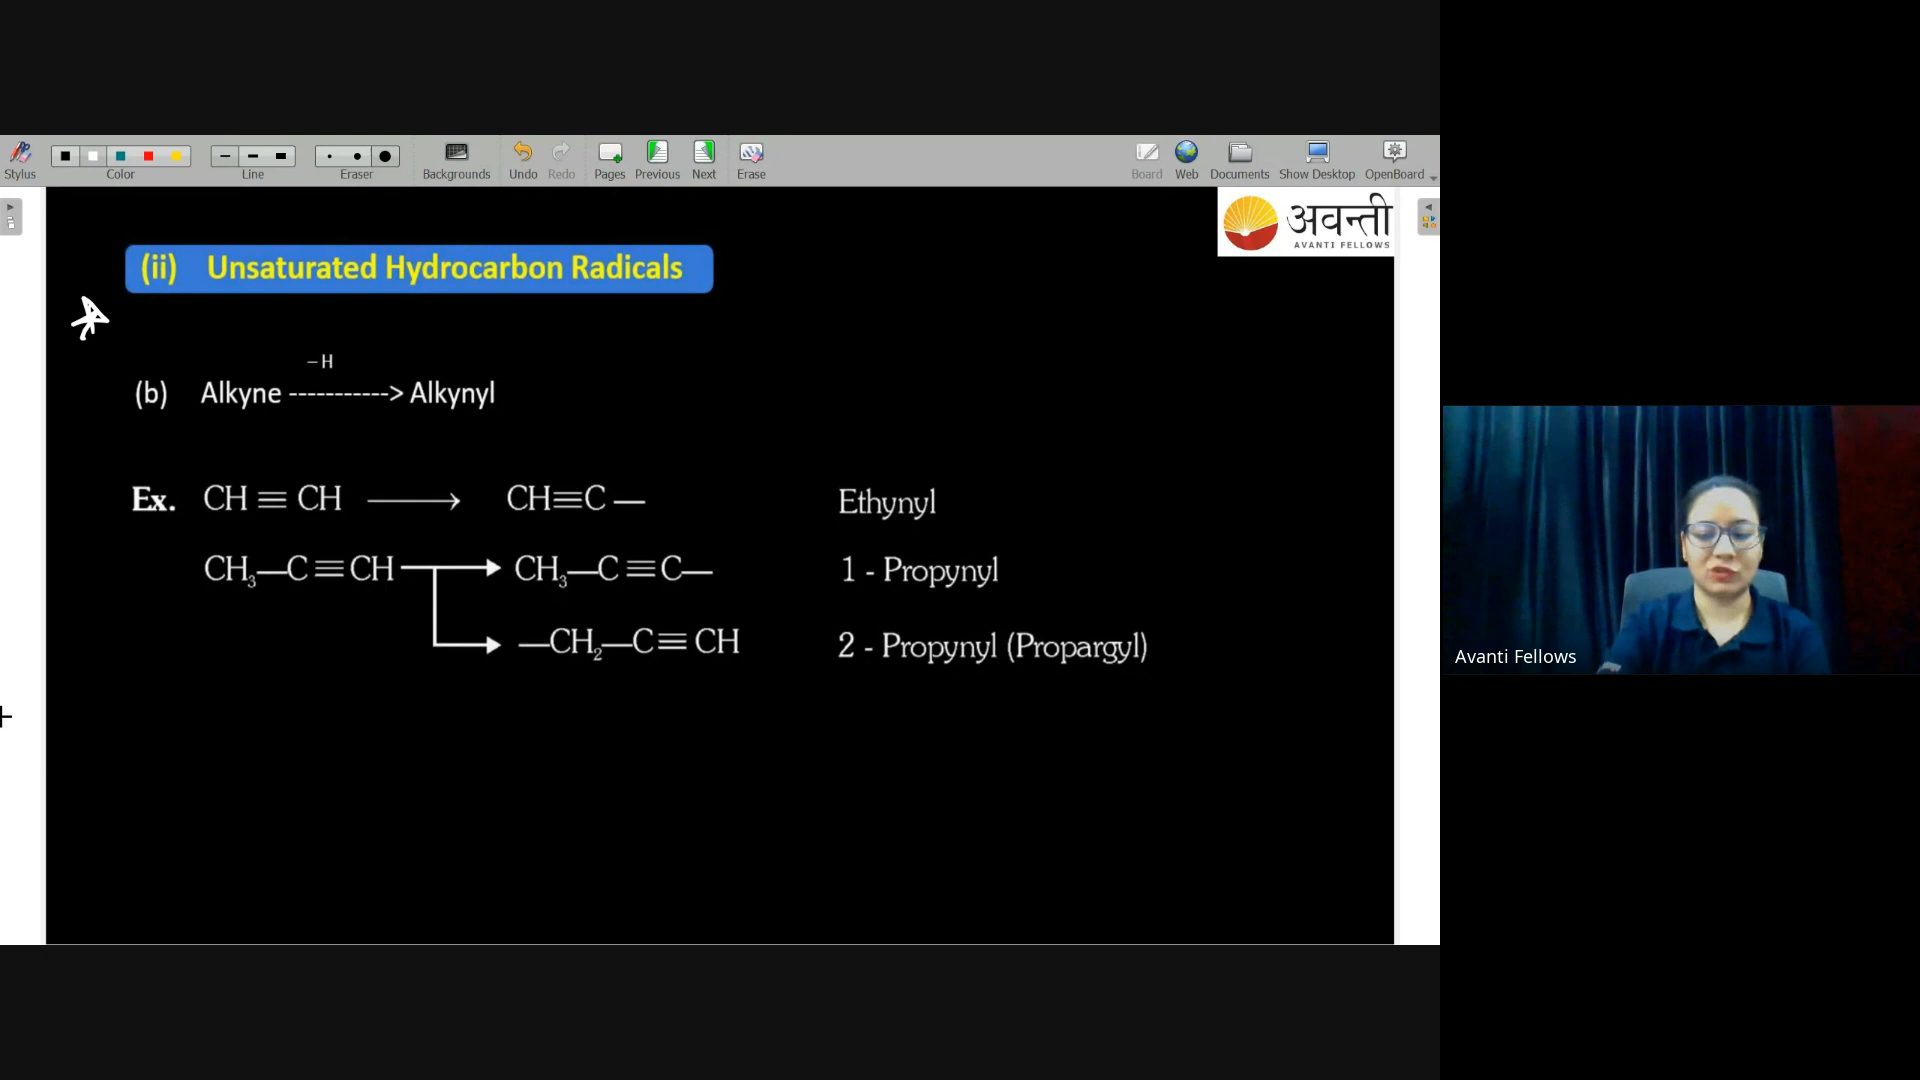 Stylus Color Line Eraser Backgrounds Undo Redo Pages Previous Next Erase Board Web Documents Show Desktop OpenBoard
अवन्ती
AVANTI FELLOWS
(ii) Unsaturated Hydrocarbon Radicals
– H
(b) Alkyne -----------> Alkynyl
Ex. CH ≡ CH ⟶ CH≡C — Ethynyl
CH₃—C≡CH → CH₃—C≡C— 1 - Propynyl
→ —CH₂—C≡CH 2 - Propynyl (Propargyl)
Avanti Fellows